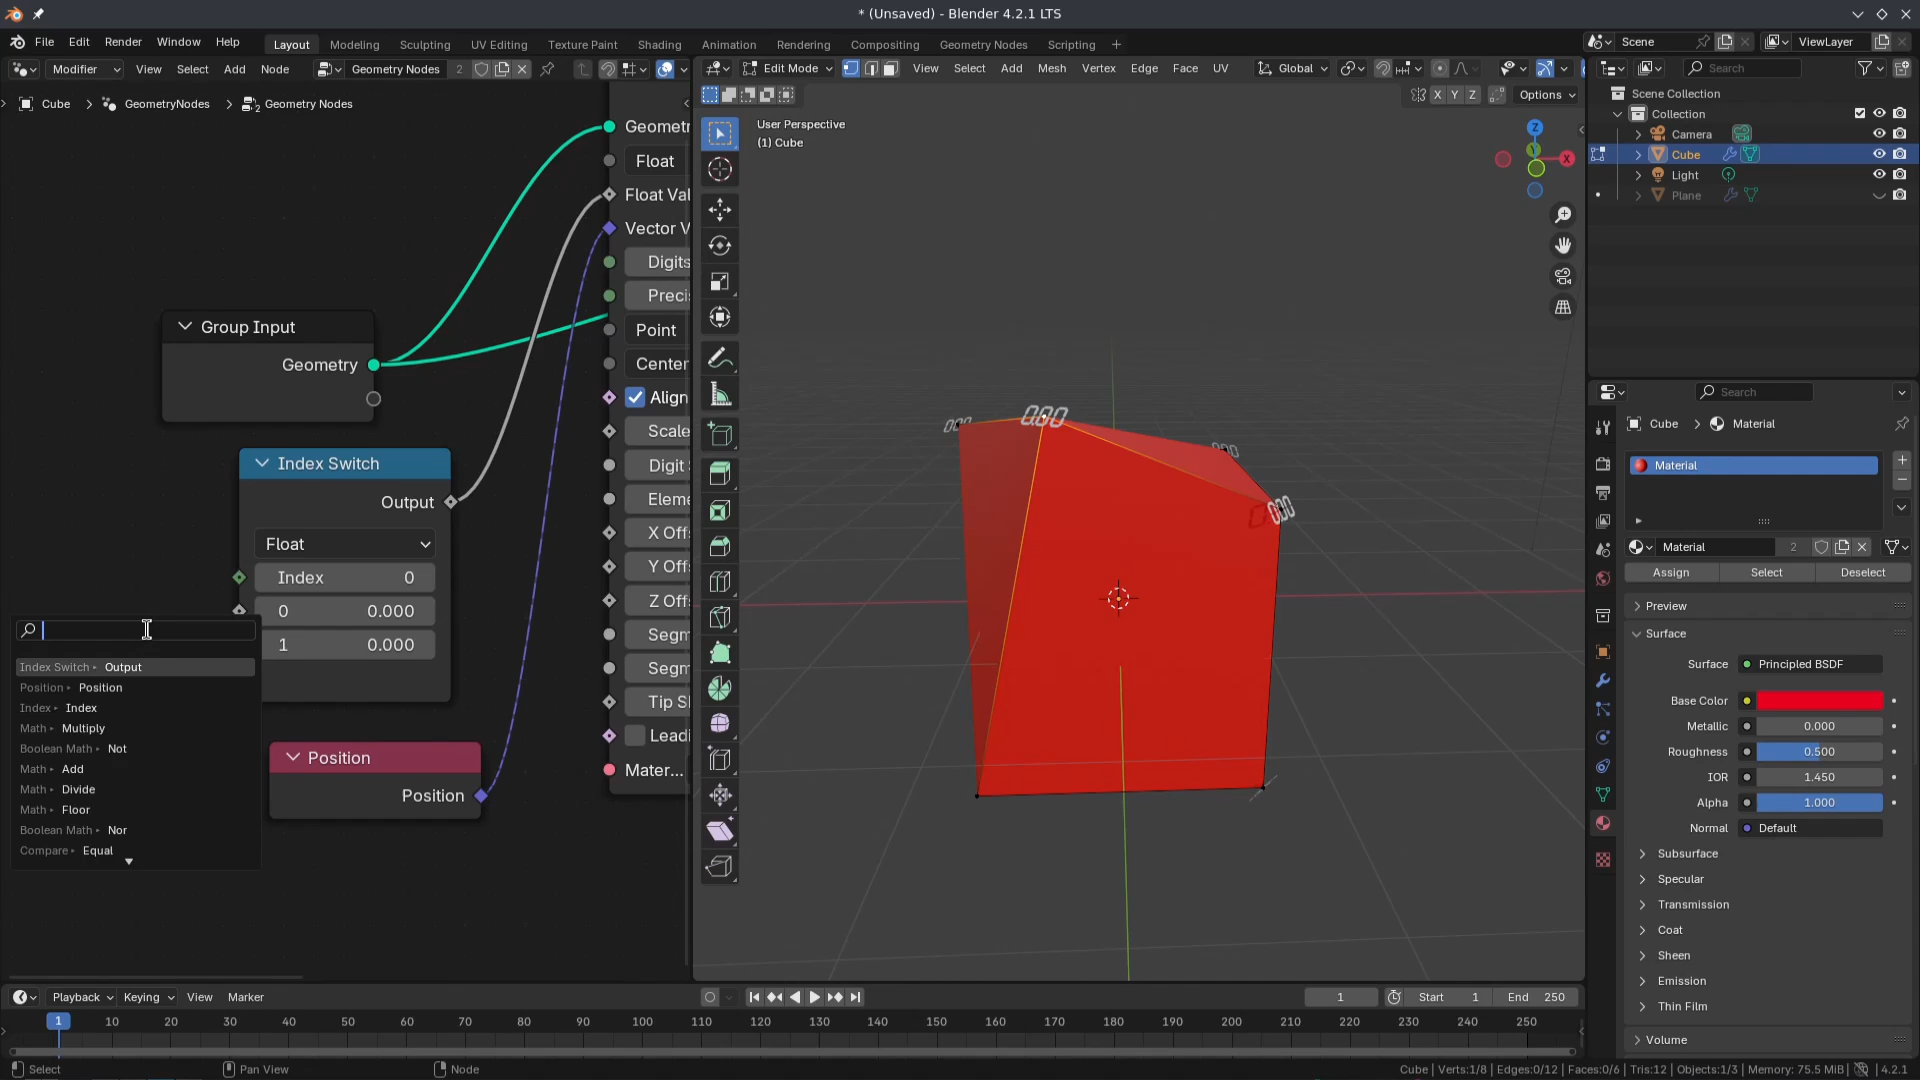 * (Unsaved) - Blender 4.2.1 LTS
File Edit Render Window Help Layout Modeling Sculpting UV Editing Texture Paint Shading Animation Rendering Compositing Geometry Nodes Scripting + Scene ViewLayer
Modifier View Select Add Node Geometry Nodes 2
Cube > GeometryNodes > Geometry Nodes
2
Group Input
Geometry
Index Switch
Output
Float
Index 0
0 0.000
1 0.000
Index Switch ▸ Output
Position ▸ Position
Index ▸ Index
Math ▸ Multiply
Boolean Math ▸ Not
Math ▸ Add
Math ▸ Divide
Math ▸ Floor
Boolean Math ▸ Nor
Compare ▸ Equal
Position
Position
Geometr
Float
Float Val
Vector V
Digits
Preci
Point
Center
Align
Scale
Digit
Eleme
X Off
Y Off
Z Off
Segm
Segm
Tip Sl
Leadi
Mater...
Edit Mode View Select Add Mesh Vertex Edge Face UV Global
X Y Z Options
User Perspective
(1) Cube
Z
Y
X
000
0.00
000
000
Search
Scene Collection
Collection
Camera
Cube
Light
Plane
Search
Cube > Material
Material
Material 2
Assign Select Deselect
Preview
Surface
Surface Principled BSDF
Base Color
Metallic 0.000
Roughness 0.500
IOR 1.450
Alpha 1.000
Normal Default
Subsurface
Specular
Transmission
Coat
Sheen
Emission
Thin Film
Volume
Playback Keying View Marker 1 Start 1 End 250
1 10 20 30 40 50 60 70 80 90 100 110 120 130 140 150 160 170 180 190 200 210 220 230 240 250
Select Pan View Node Cube | Verts:1/8 | Edges:0/12 | Faces:0/6 | Tris:12 | Objects:1/3 | Memory: 75.5 MiB | 4.2.1